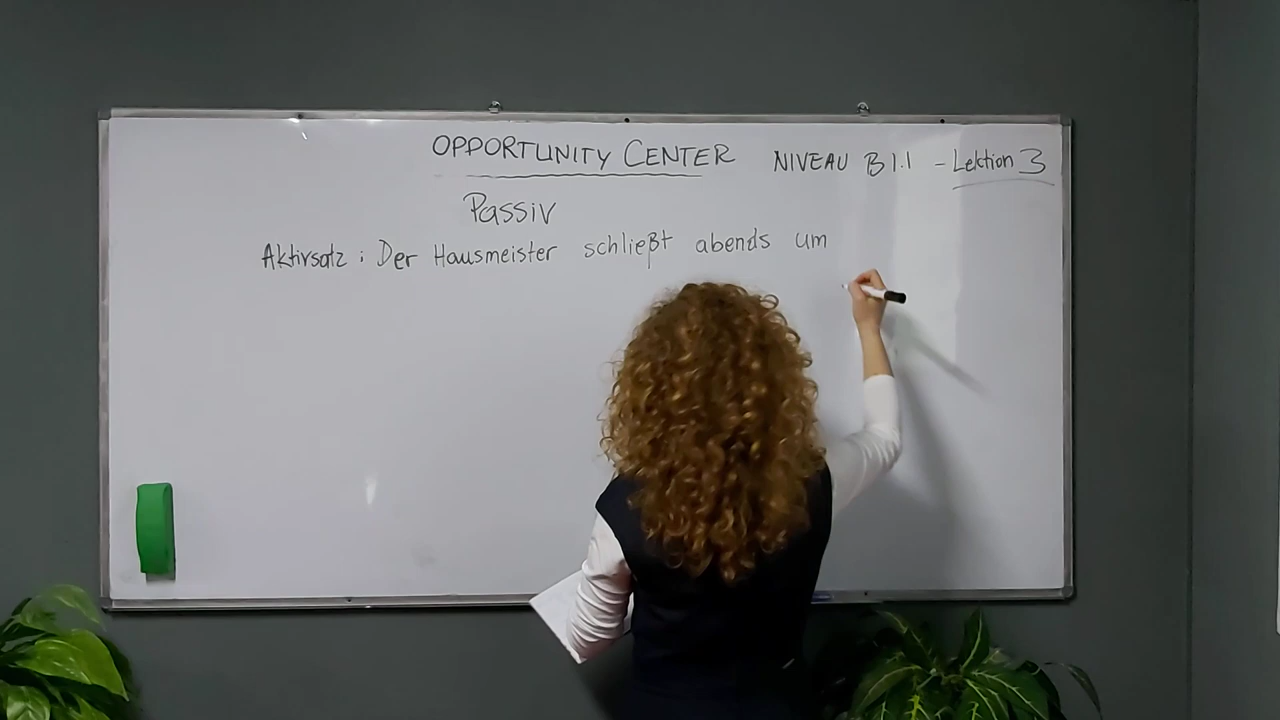 OPPORTUNITY CENTER NIVEAU B1.1 - Lektion 3
Passiv
Aktivsatz : Der Hausmeister schließt abends um